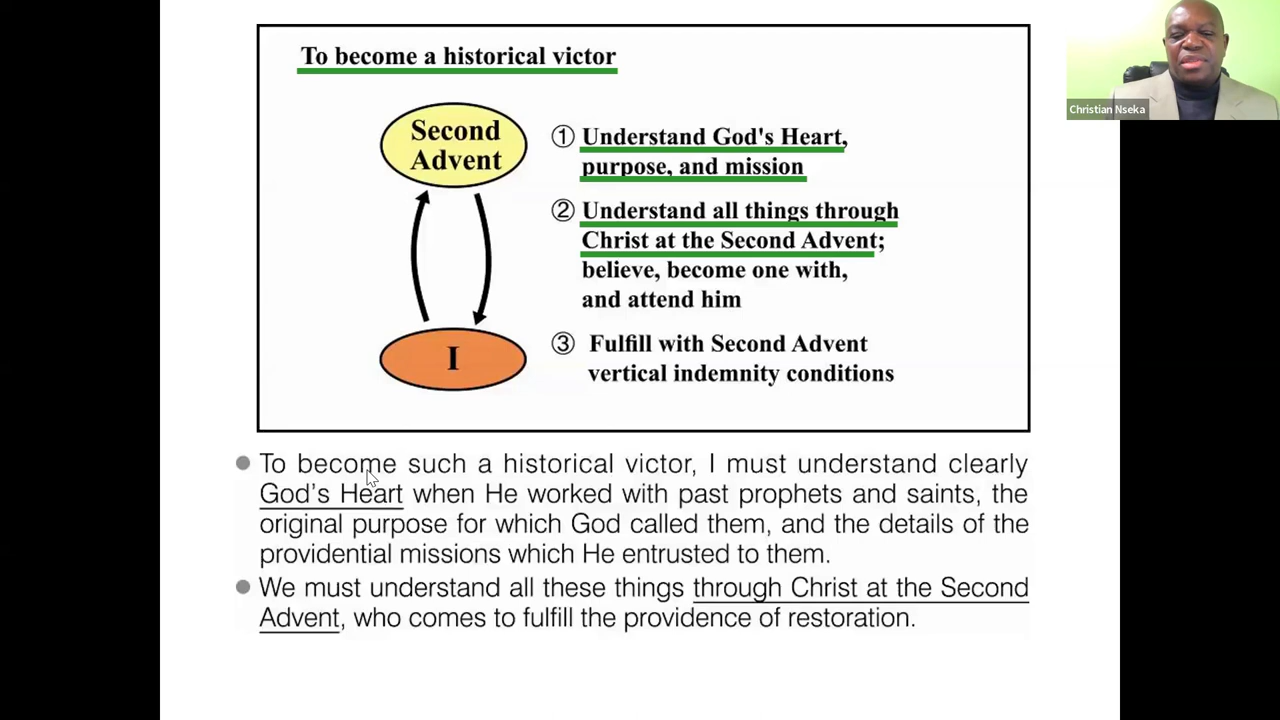 To become a historical victor
Second
Advent
I
① Understand God's Heart,
purpose, and mission
② Understand all things through
Christ at the Second Advent;
believe, become one with,
and attend him
③ Fulfill with Second Advent
vertical indemnity conditions
● To become such a historical victor, I must understand clearly
God's Heart when He worked with past prophets and saints, the
original purpose for which God called them, and the details of the
providential missions which He entrusted to them.
● We must understand all these things through Christ at the Second
Advent, who comes to fulfill the providence of restoration.
Christian Nseka